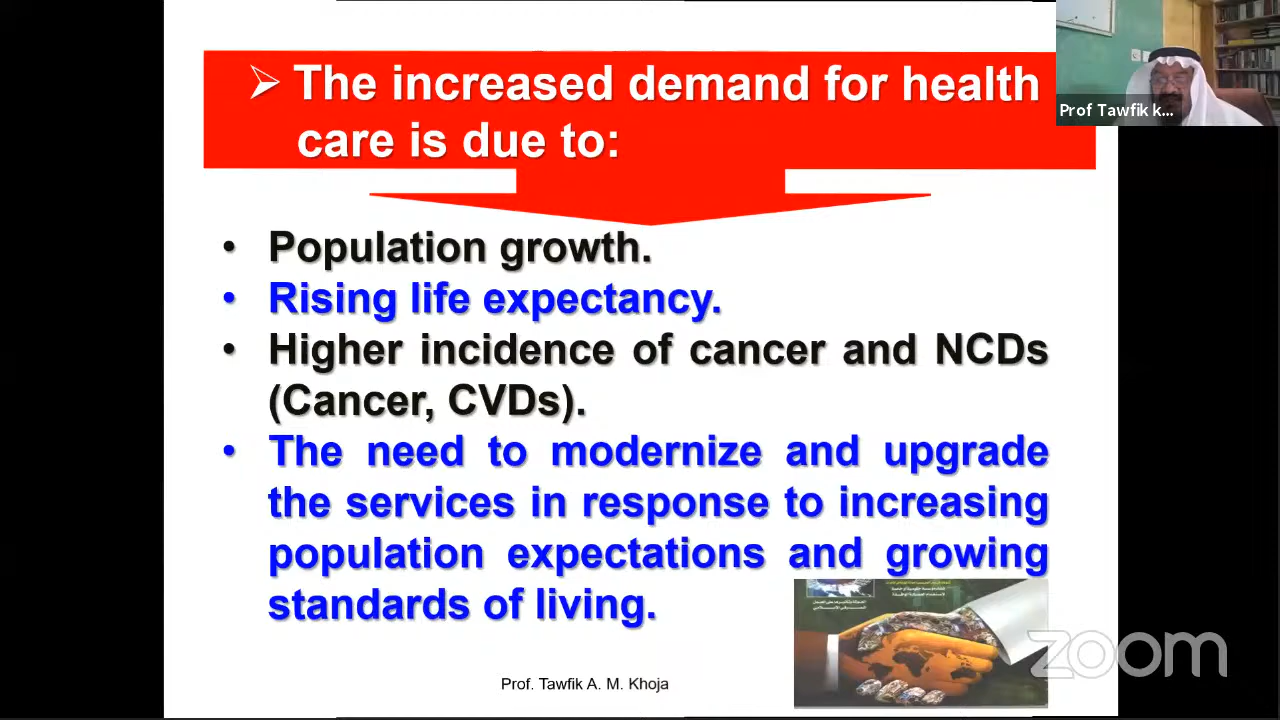 ➢ The increased demand for health
care is due to:
Prof Tawfik k...
• Population growth.
• Rising life expectancy.
• Higher incidence of cancer and NCDs
(Cancer, CVDs).
• The need to modernize and upgrade
the services in response to increasing
population expectations and growing
standards of living.
Prof. Tawfik A. M. Khoja
zoom